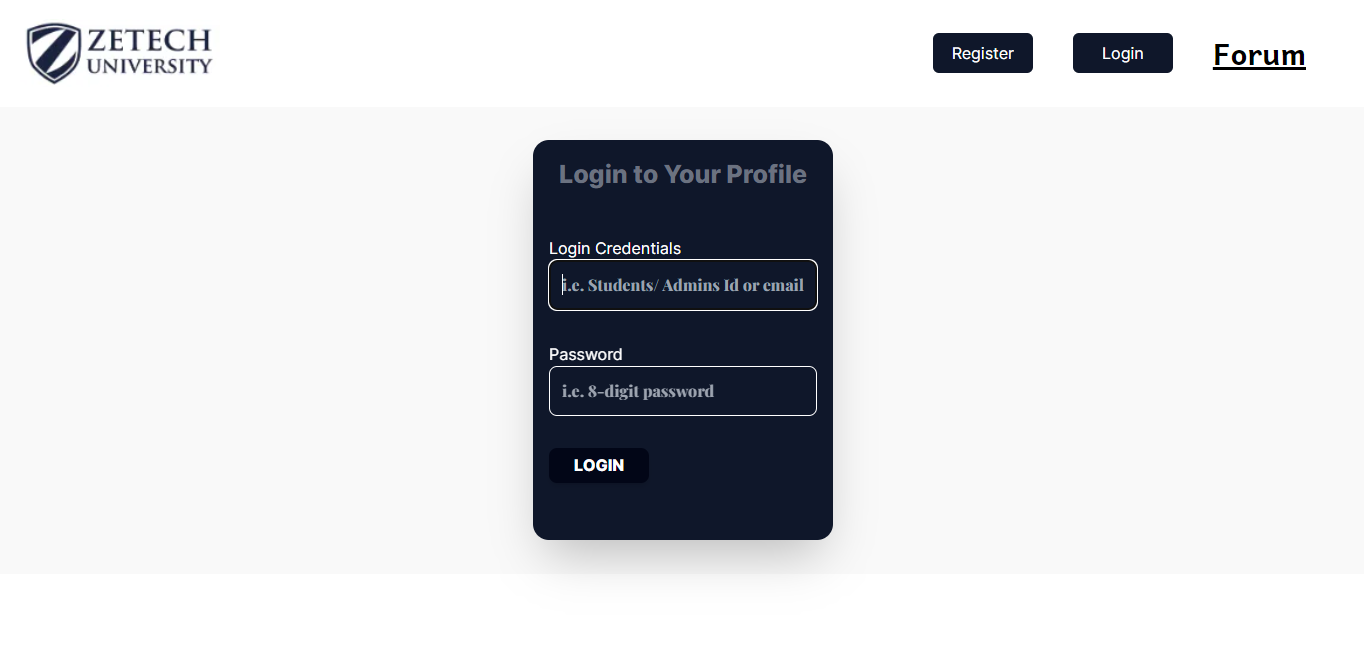 ZETECH
UNIVERSITY
Register
Login
Forum
Login to Your Profile
Login Credentials
i.e. Students/ Admins Id or email
Password
i.e. 8-digit password
LOGIN